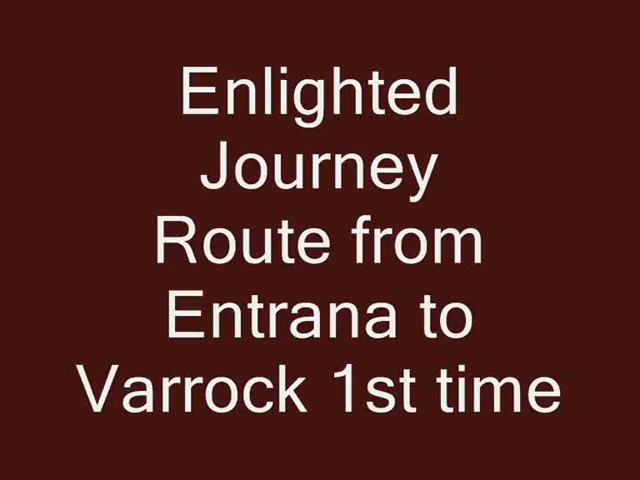 Enlighted
Journey
Route from
Entrana to
Varrock 1st time